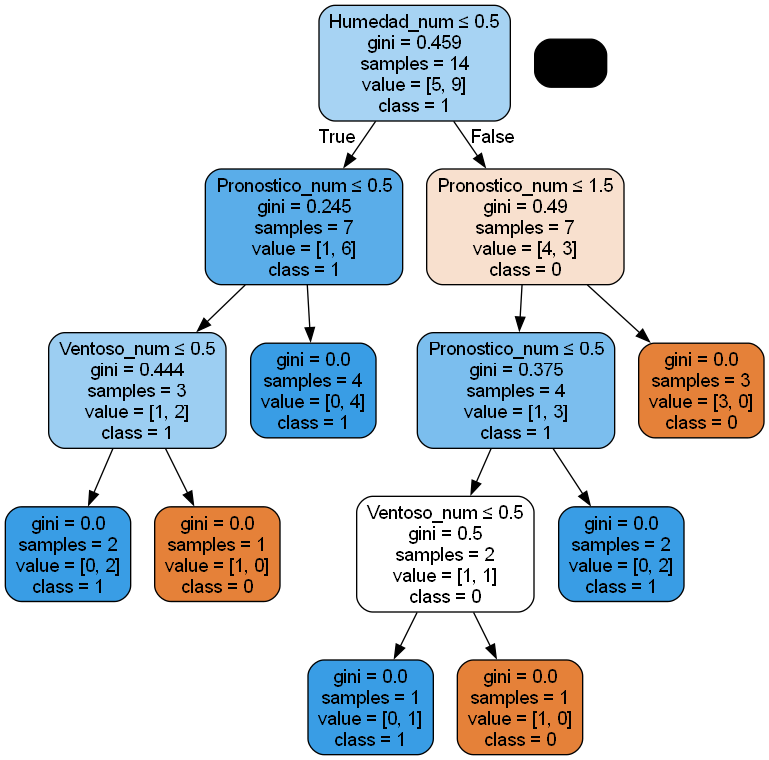 Humedad_num ≤ 0.5
gini = 0.459
samples = 14
value = [5, 9]
class = 1
True
False
Pronostico_num ≤ 0.5
gini = 0.245
samples = 7
value = [1, 6]
class = 1
Pronostico_num ≤ 1.5
gini = 0.49
samples = 7
value = [4, 3]
class = 0
Ventoso_num ≤ 0.5
gini = 0.444
samples = 3
value = [1, 2]
class = 1
gini = 0.0
samples = 4
value = [0, 4]
class = 1
Pronostico_num ≤ 0.5
gini = 0.375
samples = 4
value = [1, 3]
class = 1
gini = 0.0
samples = 3
value = [3, 0]
class = 0
gini = 0.0
samples = 2
value = [0, 2]
class = 1
gini = 0.0
samples = 1
value = [1, 0]
class = 0
Ventoso_num ≤ 0.5
gini = 0.5
samples = 2
value = [1, 1]
class = 0
gini = 0.0
samples = 2
value = [0, 2]
class = 1
gini = 0.0
samples = 1
value = [0, 1]
class = 1
gini = 0.0
samples = 1
value = [1, 0]
class = 0